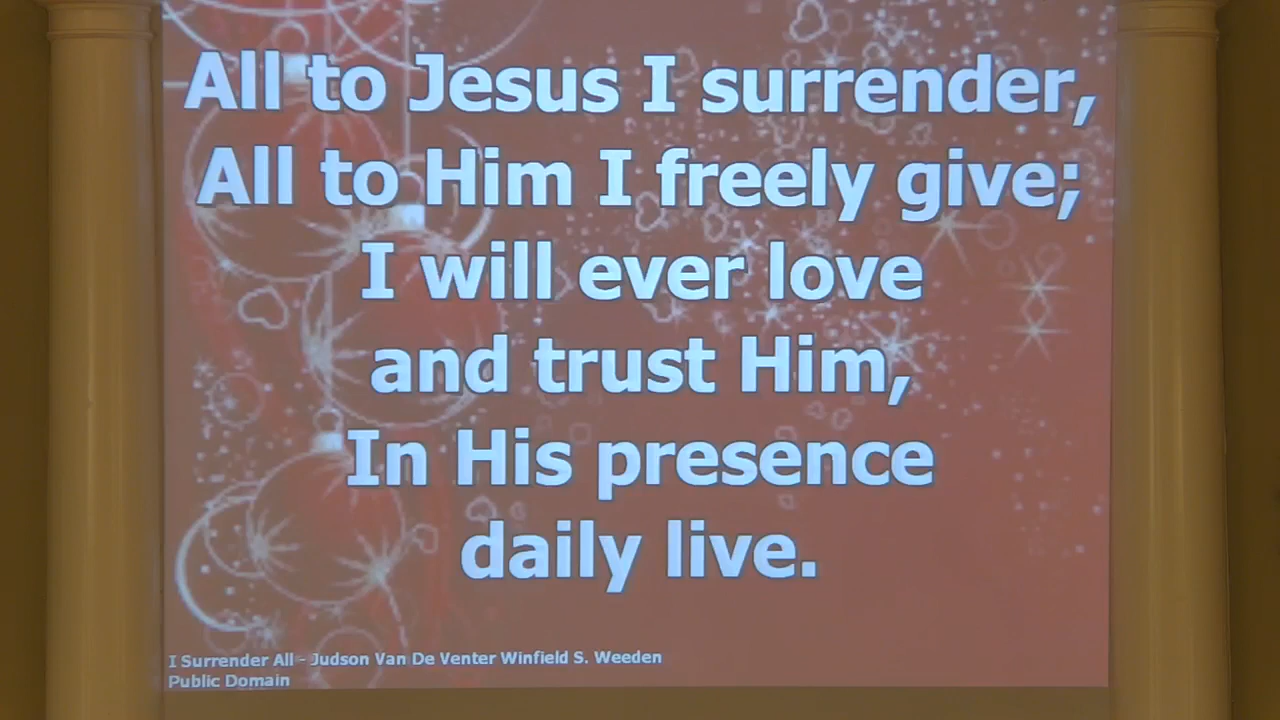 All to Jesus I surrender,
All to Him I freely give;
I will ever love
and trust Him,
In His presence
daily live.
I Surrender All - Judson Van De Venter Winfield S. Weeden
Public Domain